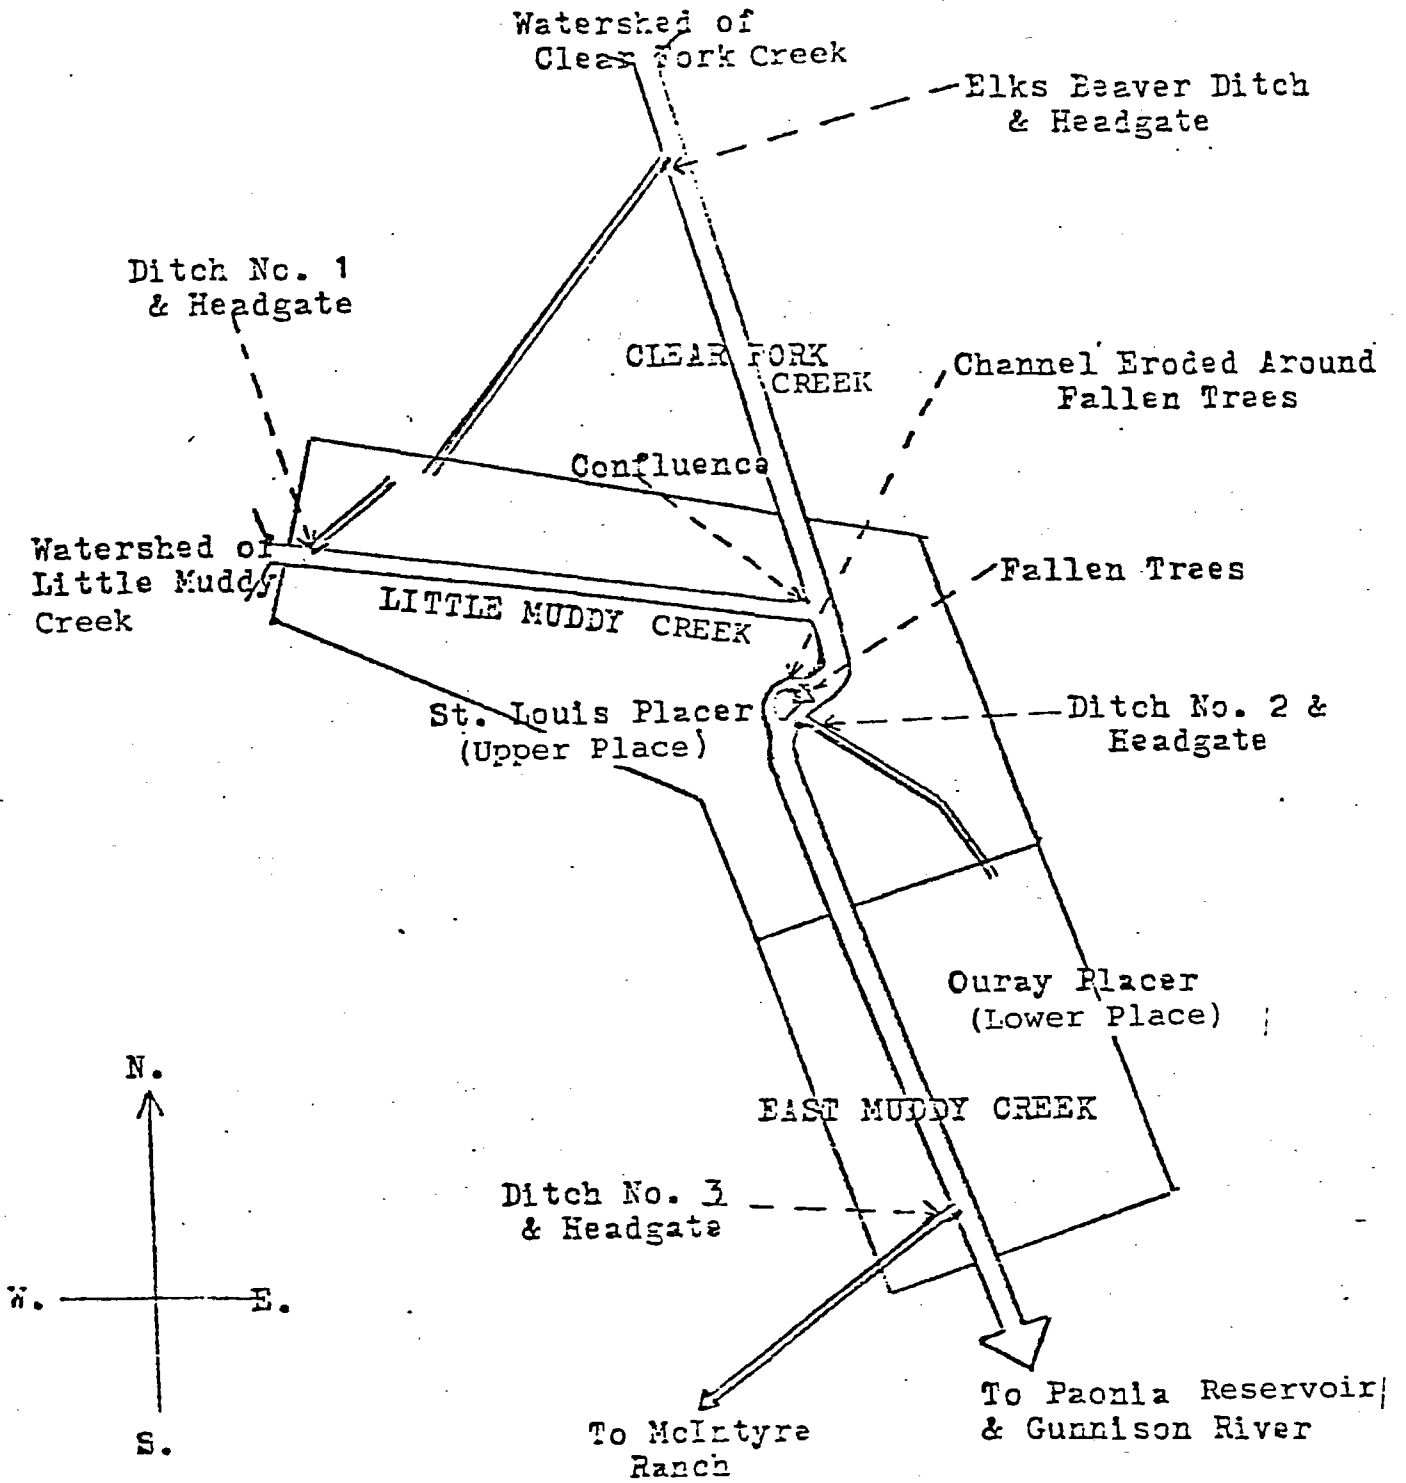 Watershed of
Clear Fork Creek
Elks Beaver Ditch
& Headgate
Ditch No. 1
& Headgate
CLEAR FORK
CREEK
Channel Eroded Around
Fallen Trees
Confluence
Watershed of
Little Muddy
Creek
LITTLE MUDDY CREEK
Fallen Trees
St. Louis Placer
(Upper Place)
Ditch No. 2 &
Headgate
Ouray Placer
(Lower Place)
N.
EAST MUDDY CREEK
Ditch No. 3
& Headgate
W.
E.
S.
To Paonia Reservoir
& Gunnison River
To McIntyre
Ranch